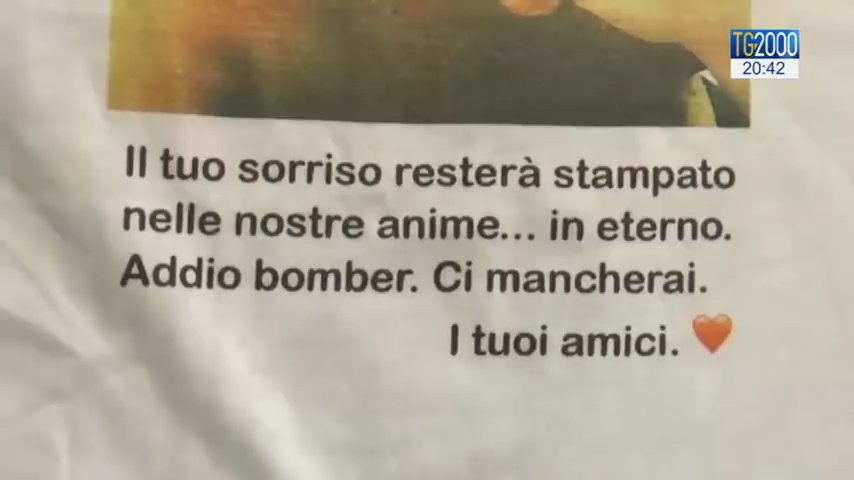 TG2000
20:42
Il tuo sorriso resterà stampato
nelle nostre anime... in eterno.
Addio bomber. Ci mancherai.
I tuoi amici. ❤️